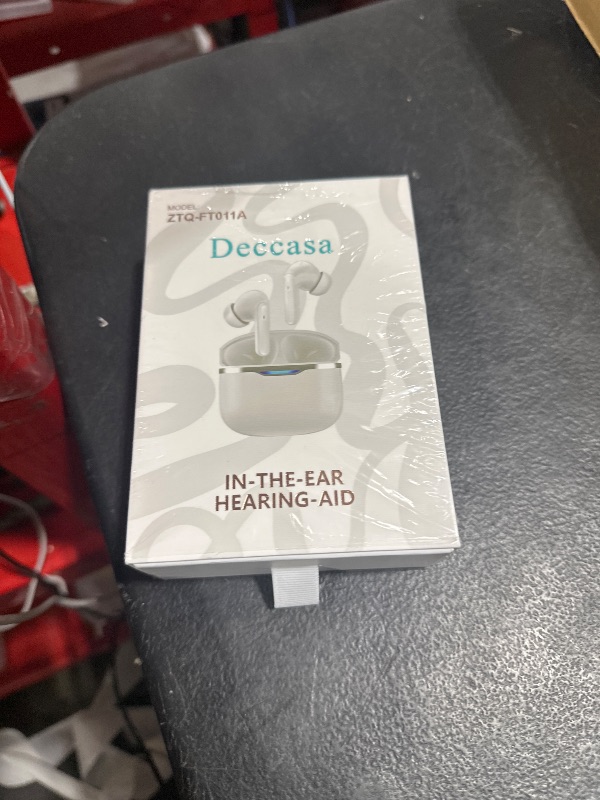 MODEL
ZTQ-FT011A
Deccasa
IN-THE-EAR
HEARING-AID